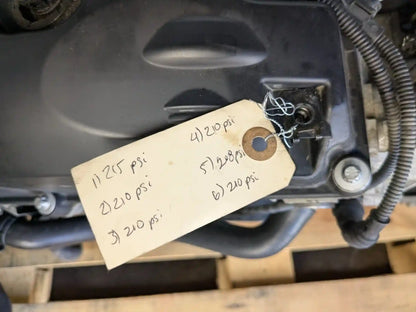 1) 215 psi
2) 210 psi
3) 210 psi
4) 210 psi
5) 208 psi
6) 210 psi